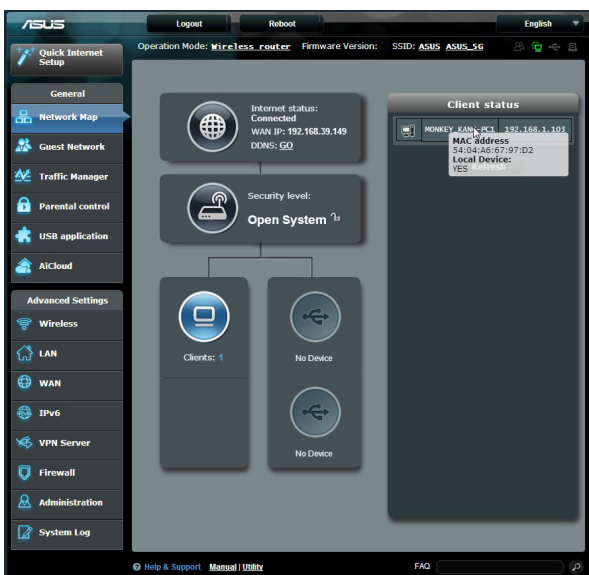 ASUS
Logout
Reboot
English
Operation Mode: Wireless router Firmware Version: SSID: ASUS ASUS_5G
Quick Internet
Setup
General
Network Map
Guest Network
Traffic Manager
Parental control
USB application
AiCloud
Advanced Settings
Wireless
LAN
WAN
IPv6
VPN Server
Firewall
Administration
System Log
Internet status:
Connected
WAN IP: 192.168.39.149
DDNS: GO
Security level:
Open System
Clients: 1
No Device
No Device
Client status
192.168.1.103
MAC address
54:04:A6:67:97:D2
Local Device:
YES
Refresh
Help & Support Manual | Utility
FAQ